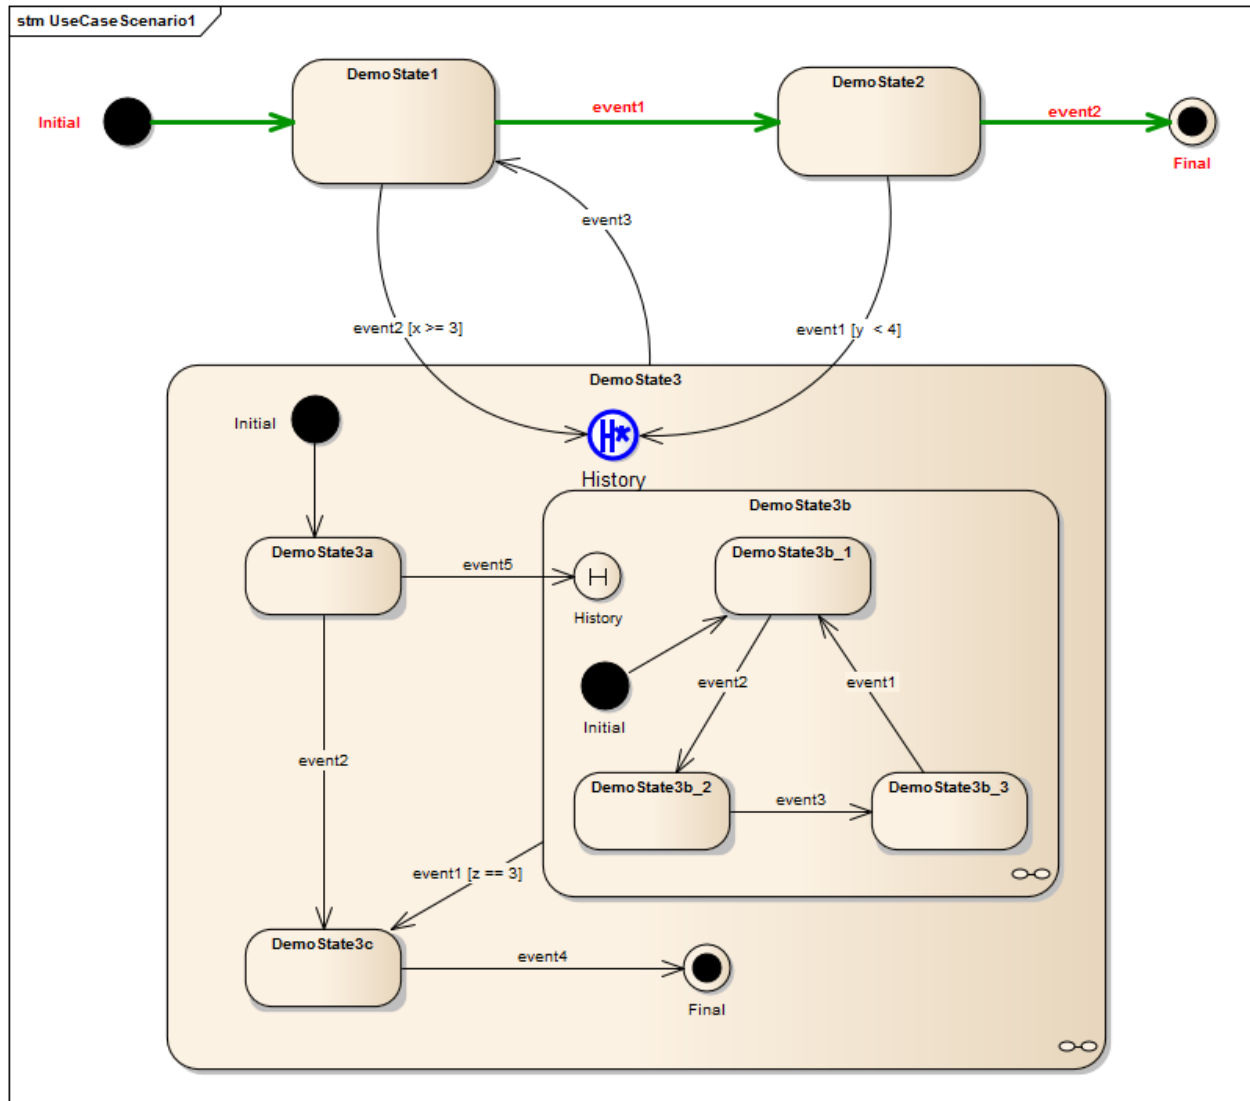 stm UseCaseScenario1
DemoState1
DemoState2
Initial
event1
event2
Final
event3
event2 [x >= 3]
event1 [y < 4]
DemoState3
Initial
H*
History
DemoState3b
DemoState3a
DemoState3b_1
event5
H
History
event2
event1
Initial
event2
DemoState3b_2
event3
DemoState3b_3
event1 [z == 3]
DemoState3c
event4
Final